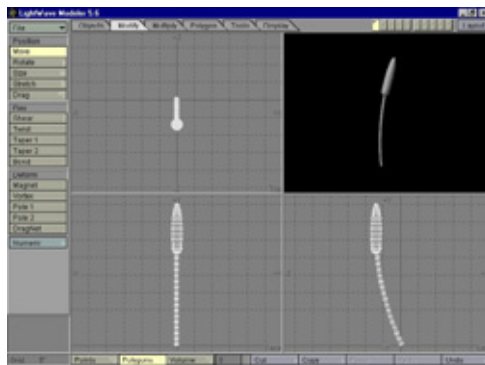 LightWave Modeler 5.6
File
Objects
Modify
Multiply
Polygon
Tools
Display
Position
Move
Rotate
Size
Stretch
Drag
Flex
Shear
Twist
Taper 1
Taper 2
Bend
Deform
Magnet
Vortex
Pole 1
Pole 2
DragNet
Numeric
Points
Polygons
Volume
Cut
Copy
Undo